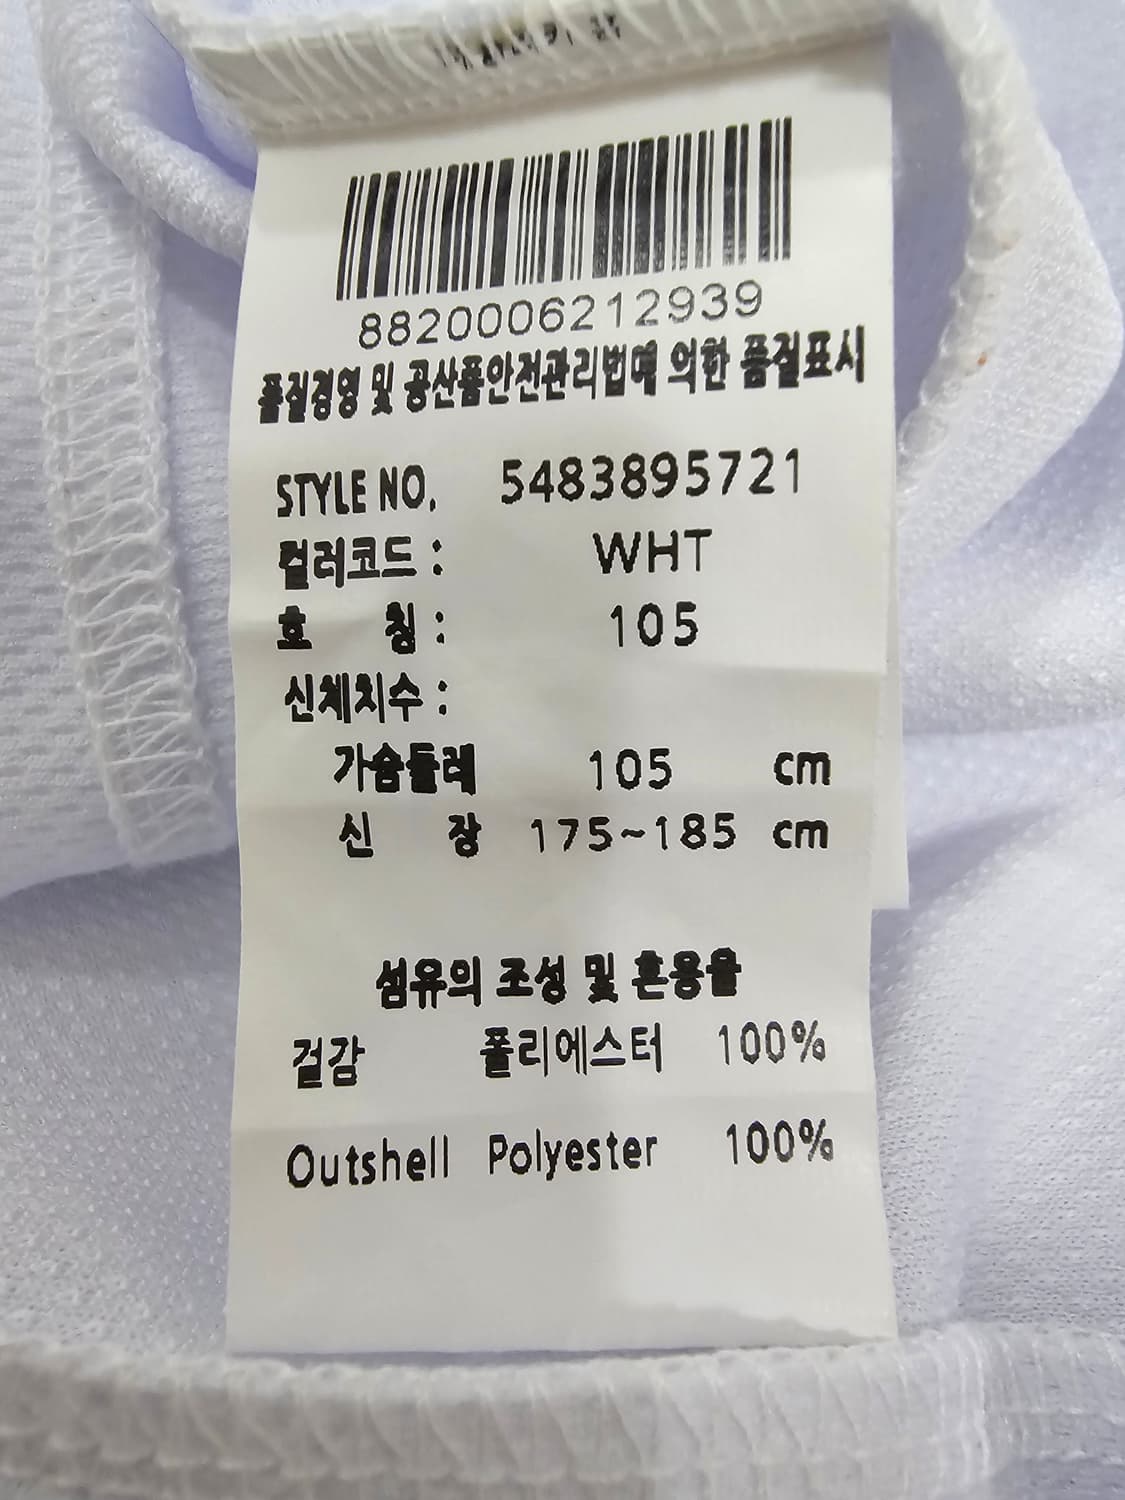 8820006212939
품질경영 및 공산품안전관리법에 의한 품질표시
STYLE NO. 5483895721
컬러코드 : WHT
호 칭 : 105
신체치수 :
가슴둘레 105 cm
신 장 175~185 cm
섬유의 조성 및 혼용율
겉감 폴리에스터 100%
Outshell Polyester 100%